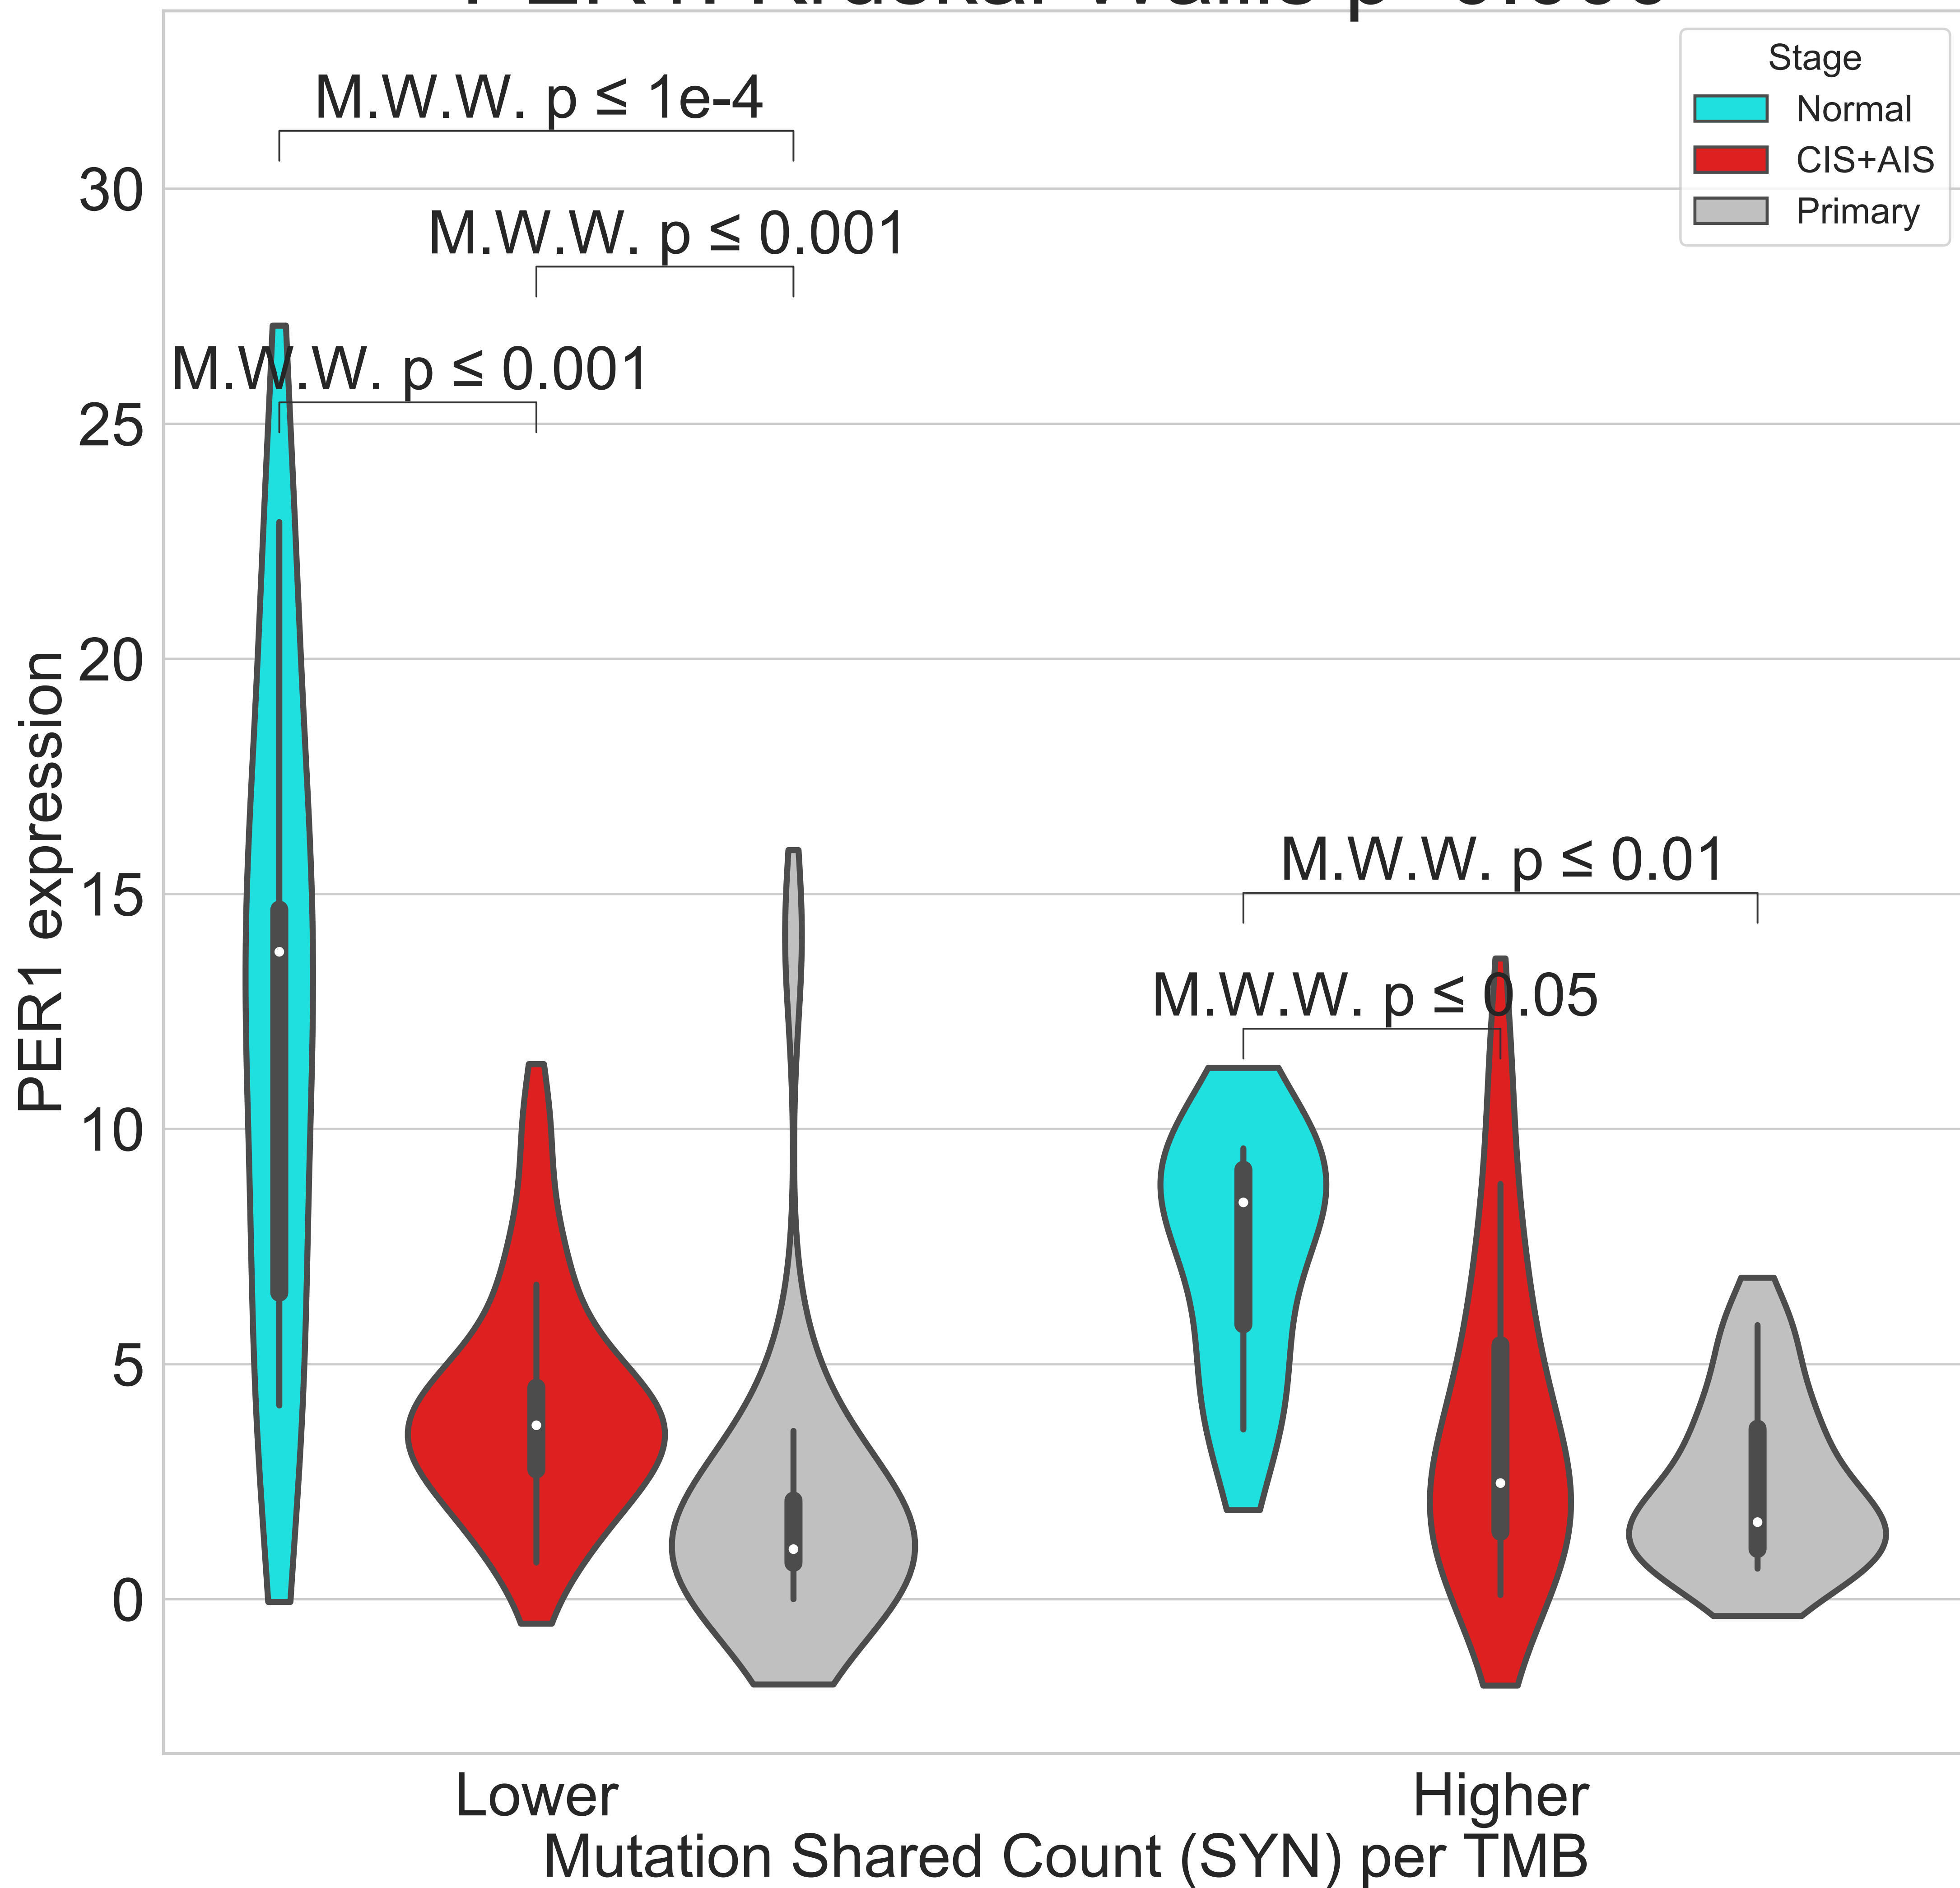 Stage
Normal
CIS+AIS
Primary
M.W.W. p ≤ 1e-4
M.W.W. p ≤ 0.001
M.W.W. p ≤ 0.001
M.W.W. p ≤ 0.01
M.W.W. p ≤ 0.05
30
25
20
15
10
5
0
PER1 expression
Lower
Higher
Mutation Shared Count (SYN) per TMB